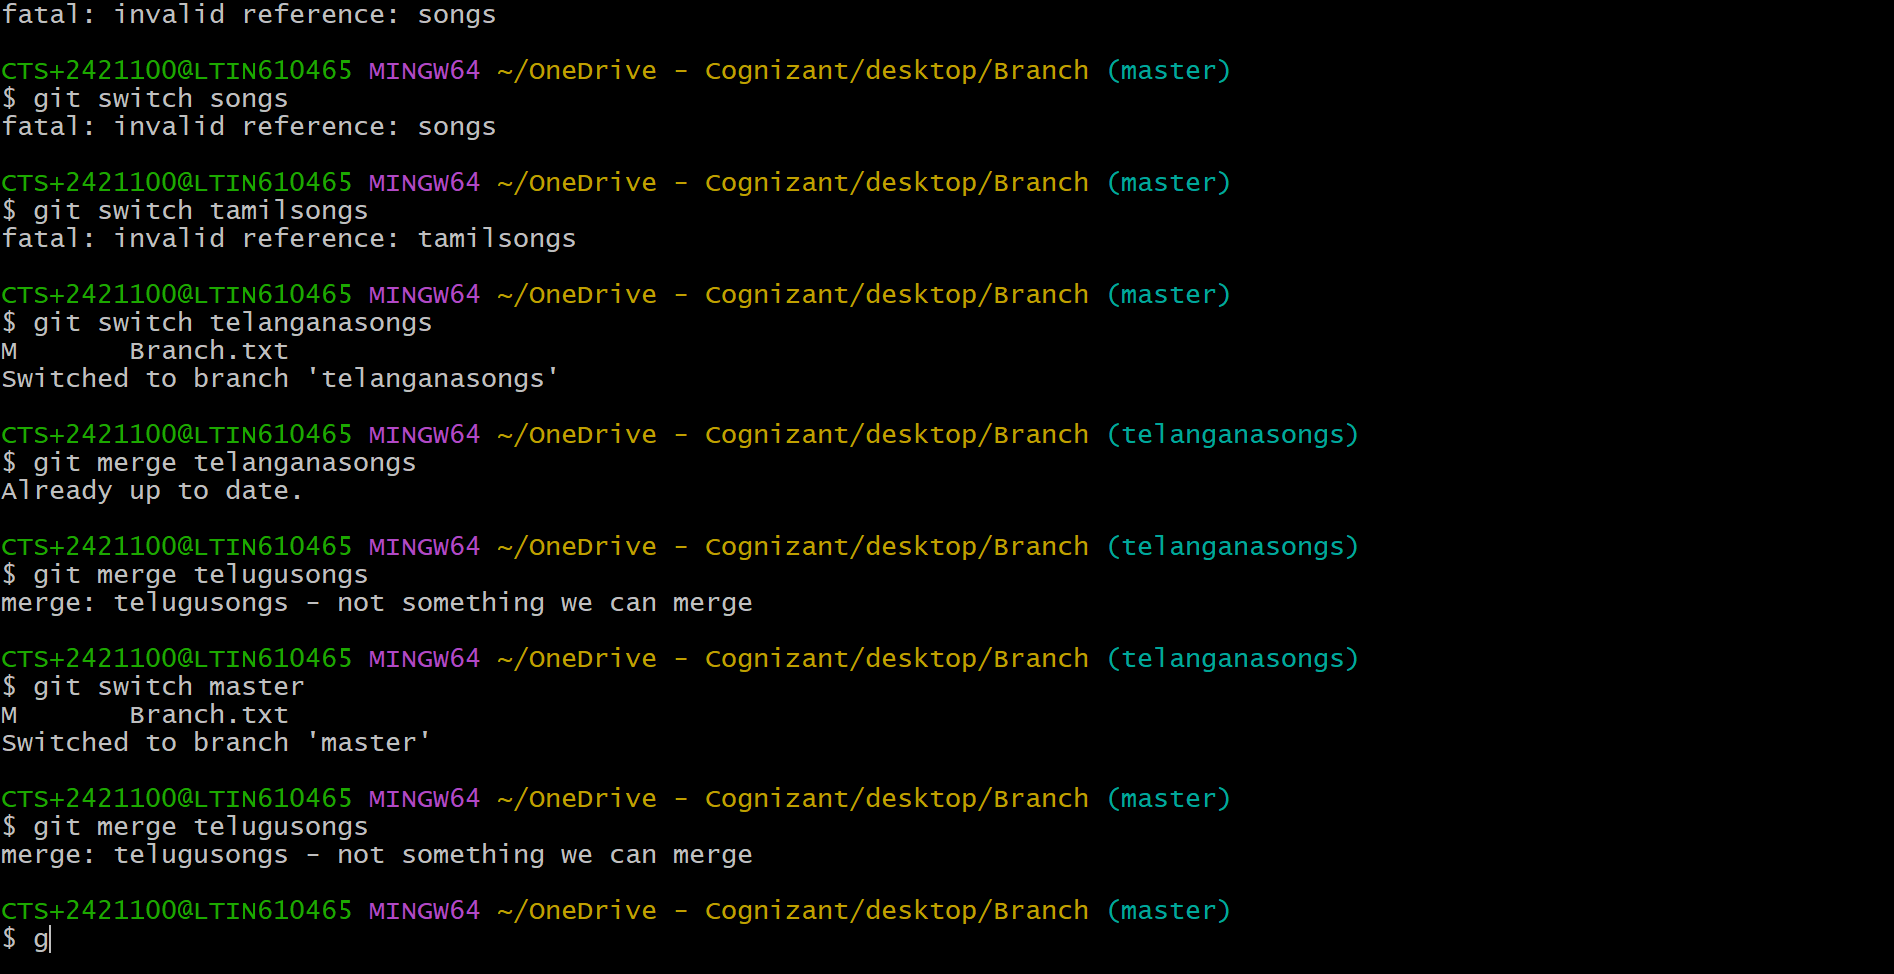 fatal: invalid reference: songs
CTS+2421100@LTIN610465 MINGW64 ~/OneDrive - Cognizant/desktop/Branch (master)
$ git switch songs
fatal: invalid reference: songs
CTS+2421100@LTIN610465 MINGW64 ~/OneDrive - Cognizant/desktop/Branch (master)
$ git switch tamilsongs
fatal: invalid reference: tamilsongs
CTS+2421100@LTIN610465 MINGW64 ~/OneDrive - Cognizant/desktop/Branch (master)
$ git switch telanganasongs
M       Branch.txt
Switched to branch 'telanganasongs'
CTS+2421100@LTIN610465 MINGW64 ~/OneDrive - Cognizant/desktop/Branch (telanganasongs)
$ git merge telanganasongs
Already up to date.
CTS+2421100@LTIN610465 MINGW64 ~/OneDrive - Cognizant/desktop/Branch (telanganasongs)
$ git merge telugusongs
merge: telugusongs - not something we can merge
CTS+2421100@LTIN610465 MINGW64 ~/OneDrive - Cognizant/desktop/Branch (telanganasongs)
$ git switch master
M       Branch.txt
Switched to branch 'master'
CTS+2421100@LTIN610465 MINGW64 ~/OneDrive - Cognizant/desktop/Branch (master)
$ git merge telugusongs
merge: telugusongs - not something we can merge
CTS+2421100@LTIN610465 MINGW64 ~/OneDrive - Cognizant/desktop/Branch (master)
$ g